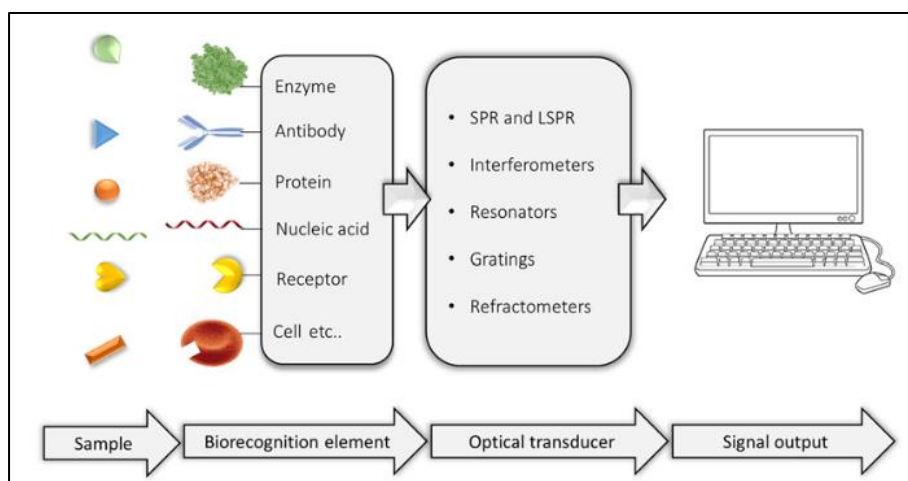 Enzyme
Antibody
Protein
Nucleic acid
Receptor
Cell etc..
• SPR and LSPR
• Interferometers
• Resonators
• Gratings
• Refractometers
Sample
Biorecognition element
Optical transducer
Signal output